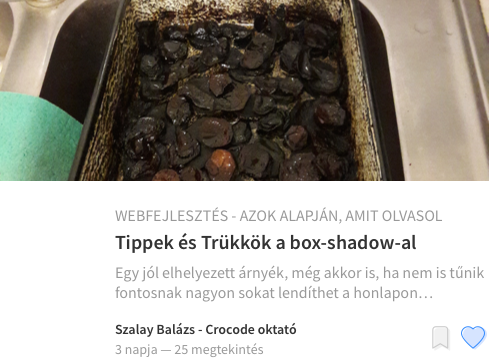 WEBFEJLESZTÉS - AZOK ALAPJÁN, AMIT OLVASOL
Tippek és Trükkök a box-shadow-al
Egy jól elhelyezett árnyék, még akkor is, ha nem is tűnik
fontosnak nagyon sokat lendíthet a honlapon…
Szalay Balázs - Crocode oktató
3 napja — 25 megtekintés